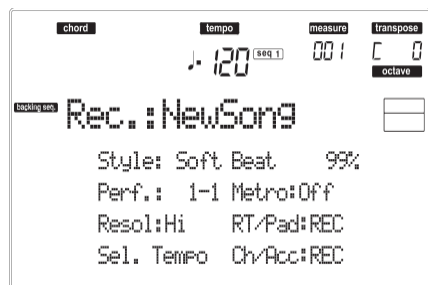 chord tempo measure transpose
♩. 120 seq 1 001 C 0
octave
backing seq. Rec.:NewSong
Style: Soft Beat 99%
Perf.: 1-1 Metro:Off
Resol:Hi RT/Pad:REC
Sel. Tempo Ch/Acc:REC